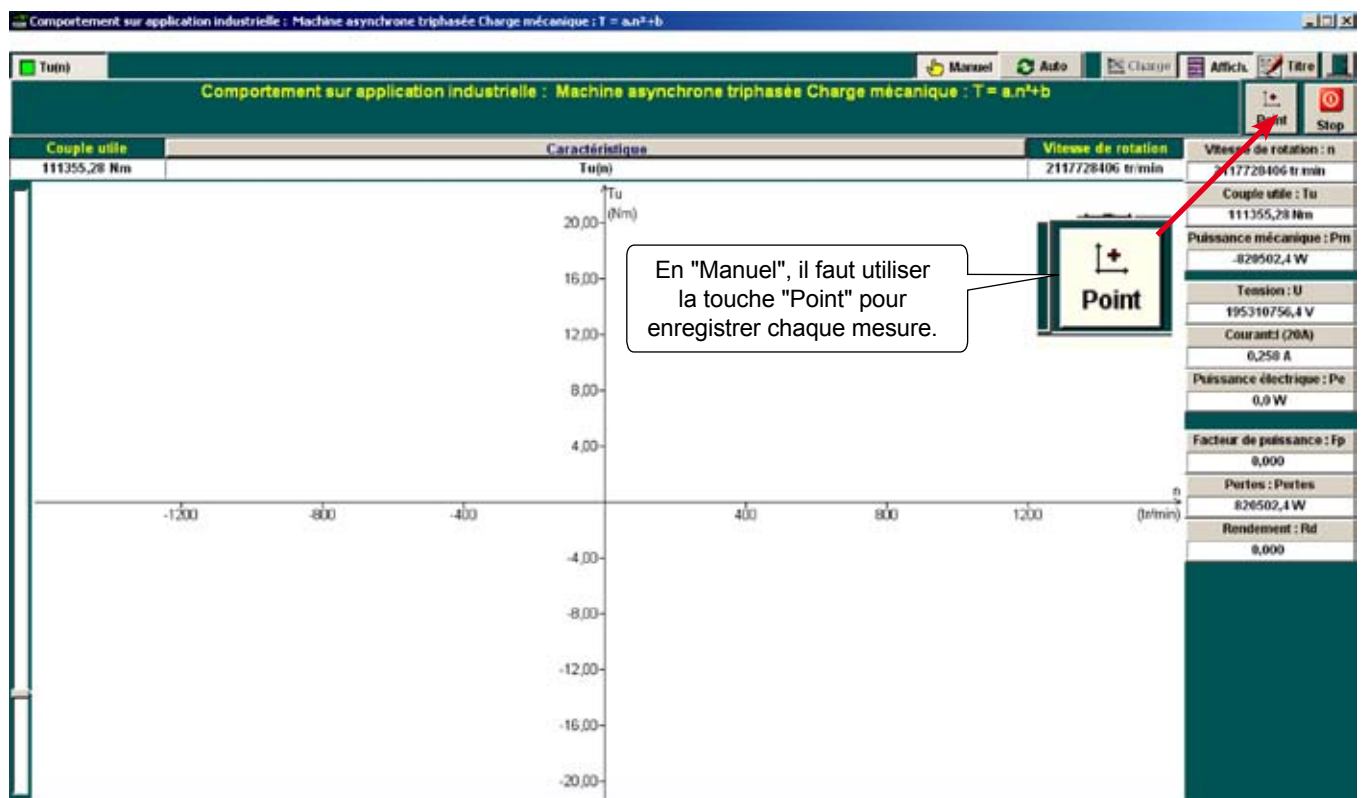 Comportement sur application industrielle : Machine asynchrone triphasée Charge mécanique : T = a.n²+b
Tu(n)
Manuel
Auto
Charge
Affich.
Titre
Comportement sur application industrielle : Machine asynchrone triphasée Charge mécanique : T = a.n²+b
Point
Stop
Couple utile
Caractéristique
Vitesse de rotation
Vitesse de rotation : n
111355,28 Nm
Tu(n)
2117728406 tr/min
2117728406 tr/min
Couple utile : Tu
111355,28 Nm
Puissance mécanique : Pm
-820502,4 W
Tension : U
195310756,4 V
Courant:I (20A)
0,258 A
Puissance électrique : Pe
0,0 W
Facteur de puissance : Fp
0,000
Pertes : Pertes
820502,4 W
Rendement : Rd
0,000
Tu
(Nm)
20,00
16,00
12,00
8,00
4,00
-4,00
-8,00
-12,00
-16,00
-20,00
-1200
-800
-400
400
800
1200
n
(tr/min)
En "Manuel", il faut utiliser
la touche "Point" pour
enregistrer chaque mesure.
Point